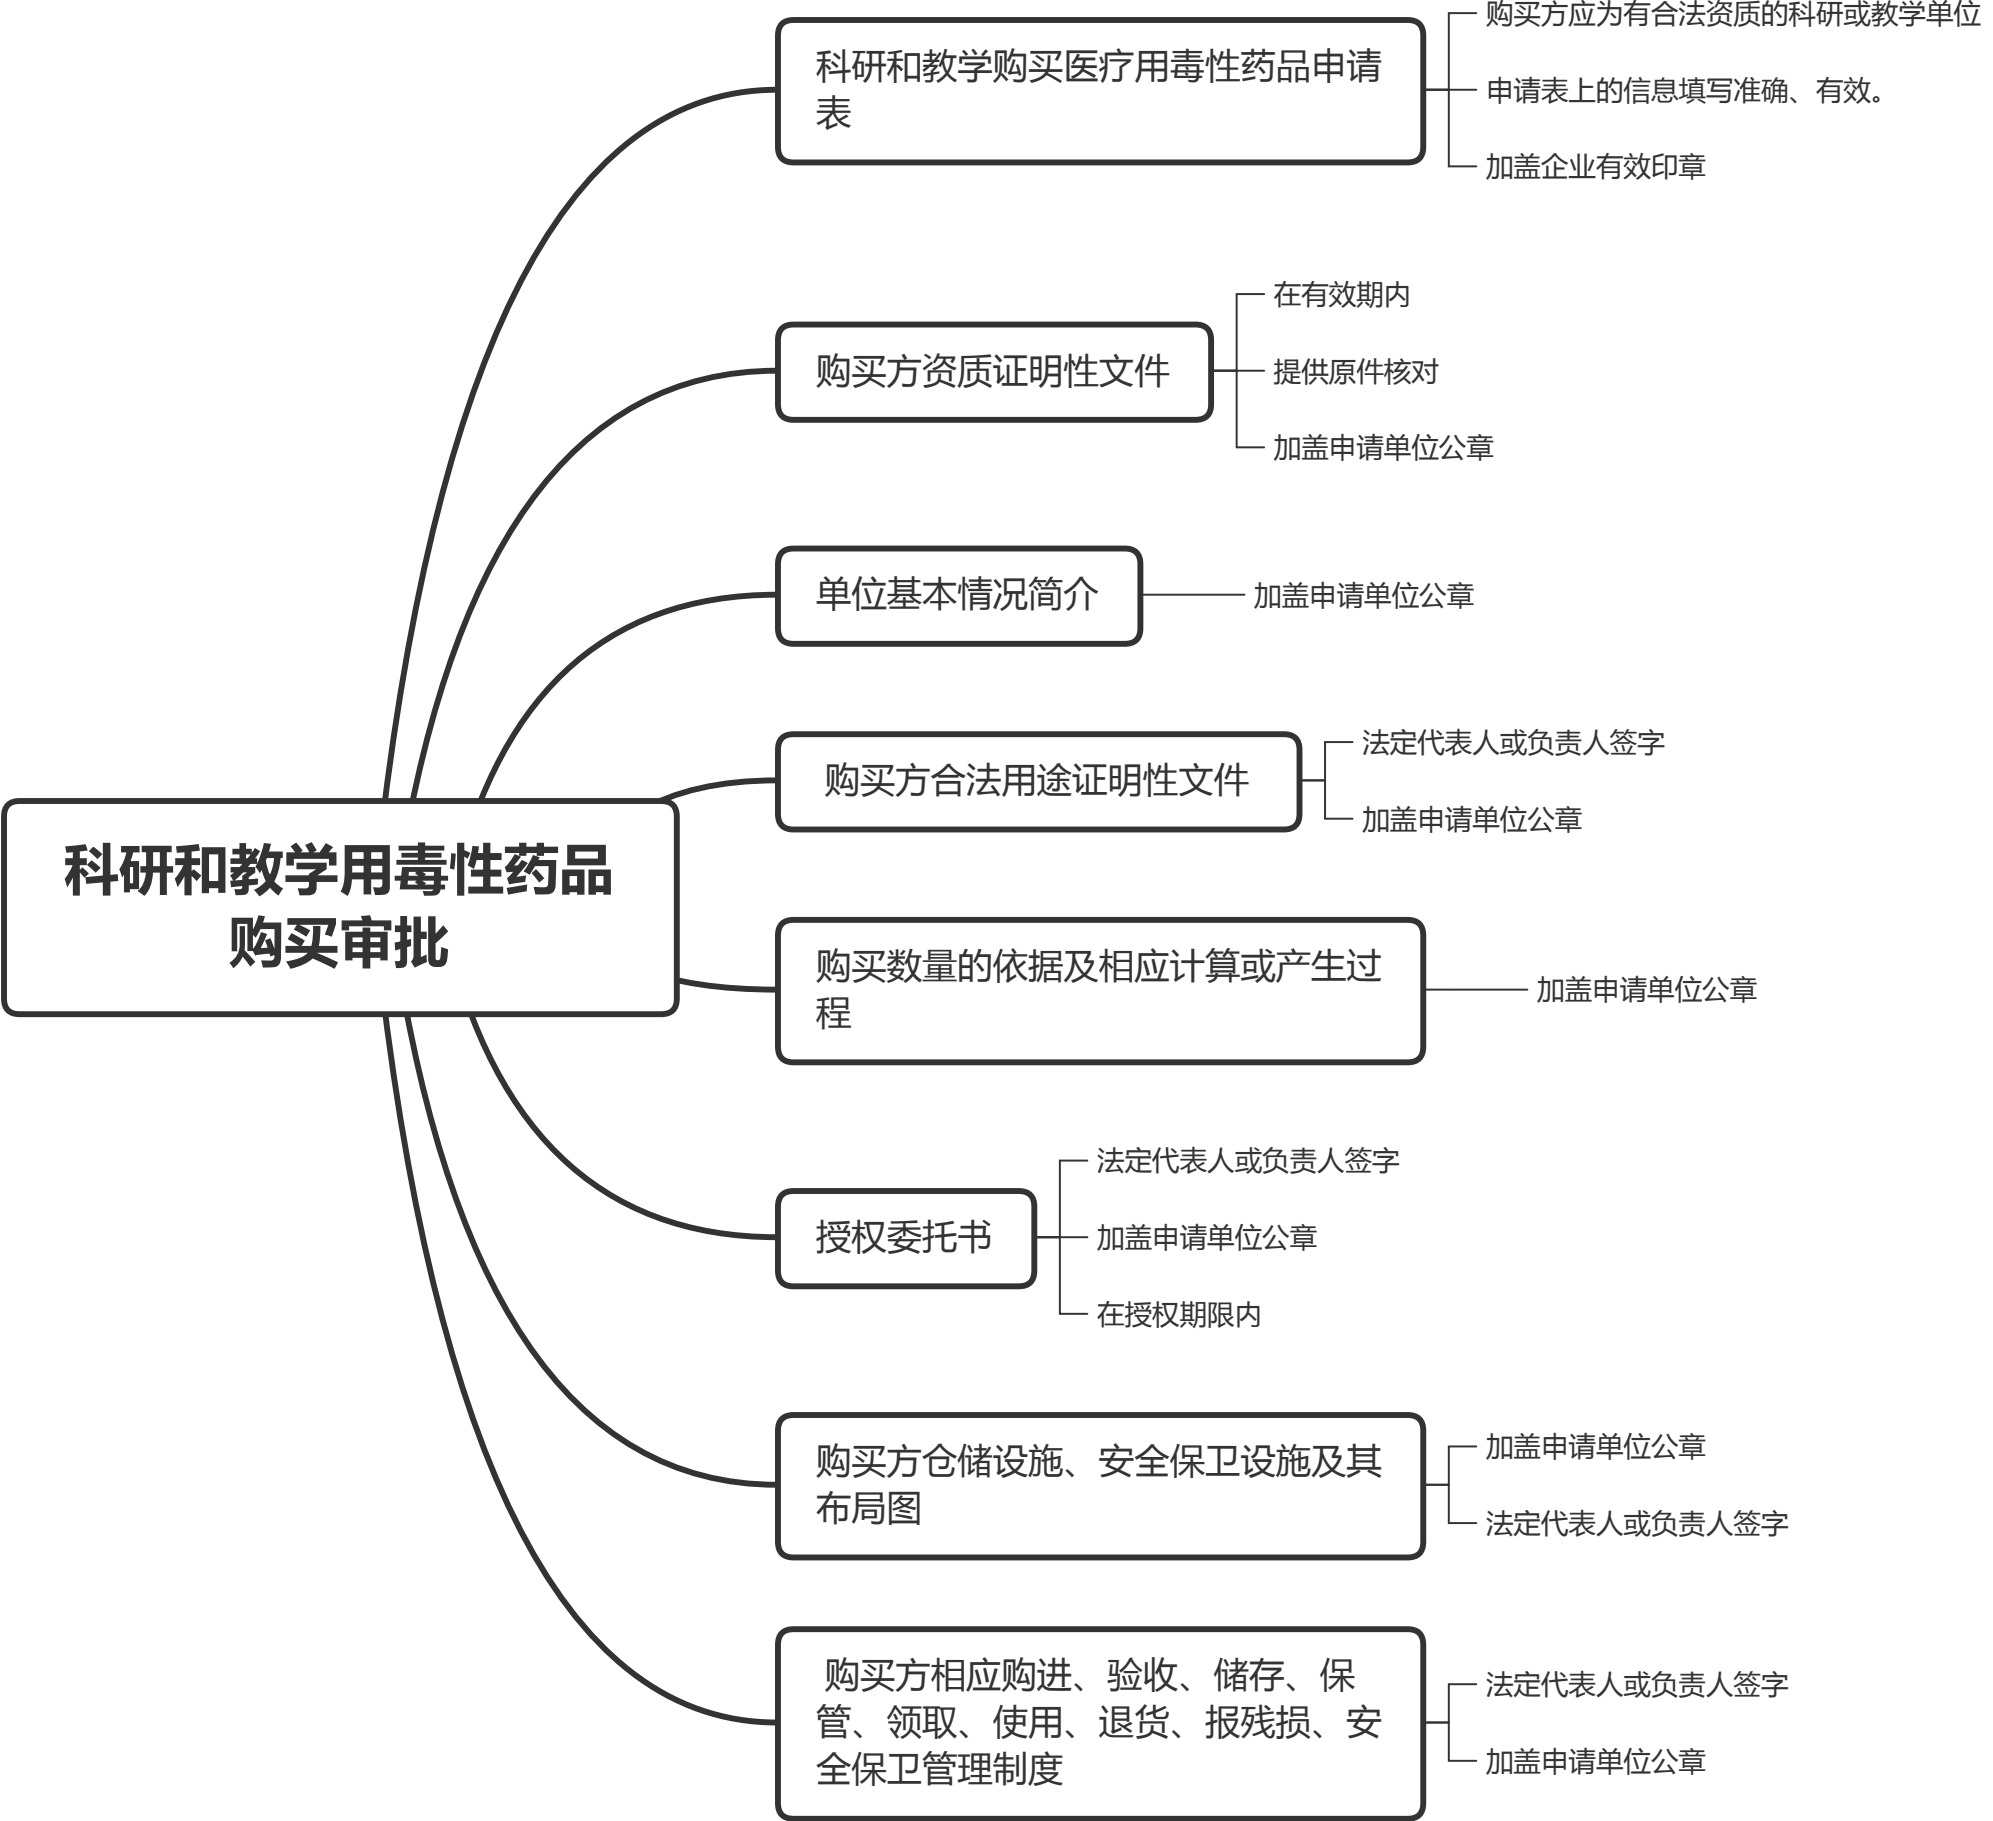 科研和教学用毒性药品
购买审批
科研和教学购买医疗用毒性药品申请
表
购买方应为有合法资质的科研或教学单位
申请表上的信息填写准确、有效。
加盖企业有效印章
购买方资质证明性文件
在有效期内
提供原件核对
加盖申请单位公章
单位基本情况简介
加盖申请单位公章
购买方合法用途证明性文件
法定代表人或负责人签字
加盖申请单位公章
购买数量的依据及相应计算或产生过
程
加盖申请单位公章
授权委托书
法定代表人或负责人签字
加盖申请单位公章
在授权期限内
购买方仓储设施、安全保卫设施及其
布局图
加盖申请单位公章
法定代表人或负责人签字
购买方相应购进、验收、储存、保
管、领取、使用、退货、报残损、安
全保卫管理制度
法定代表人或负责人签字
加盖申请单位公章